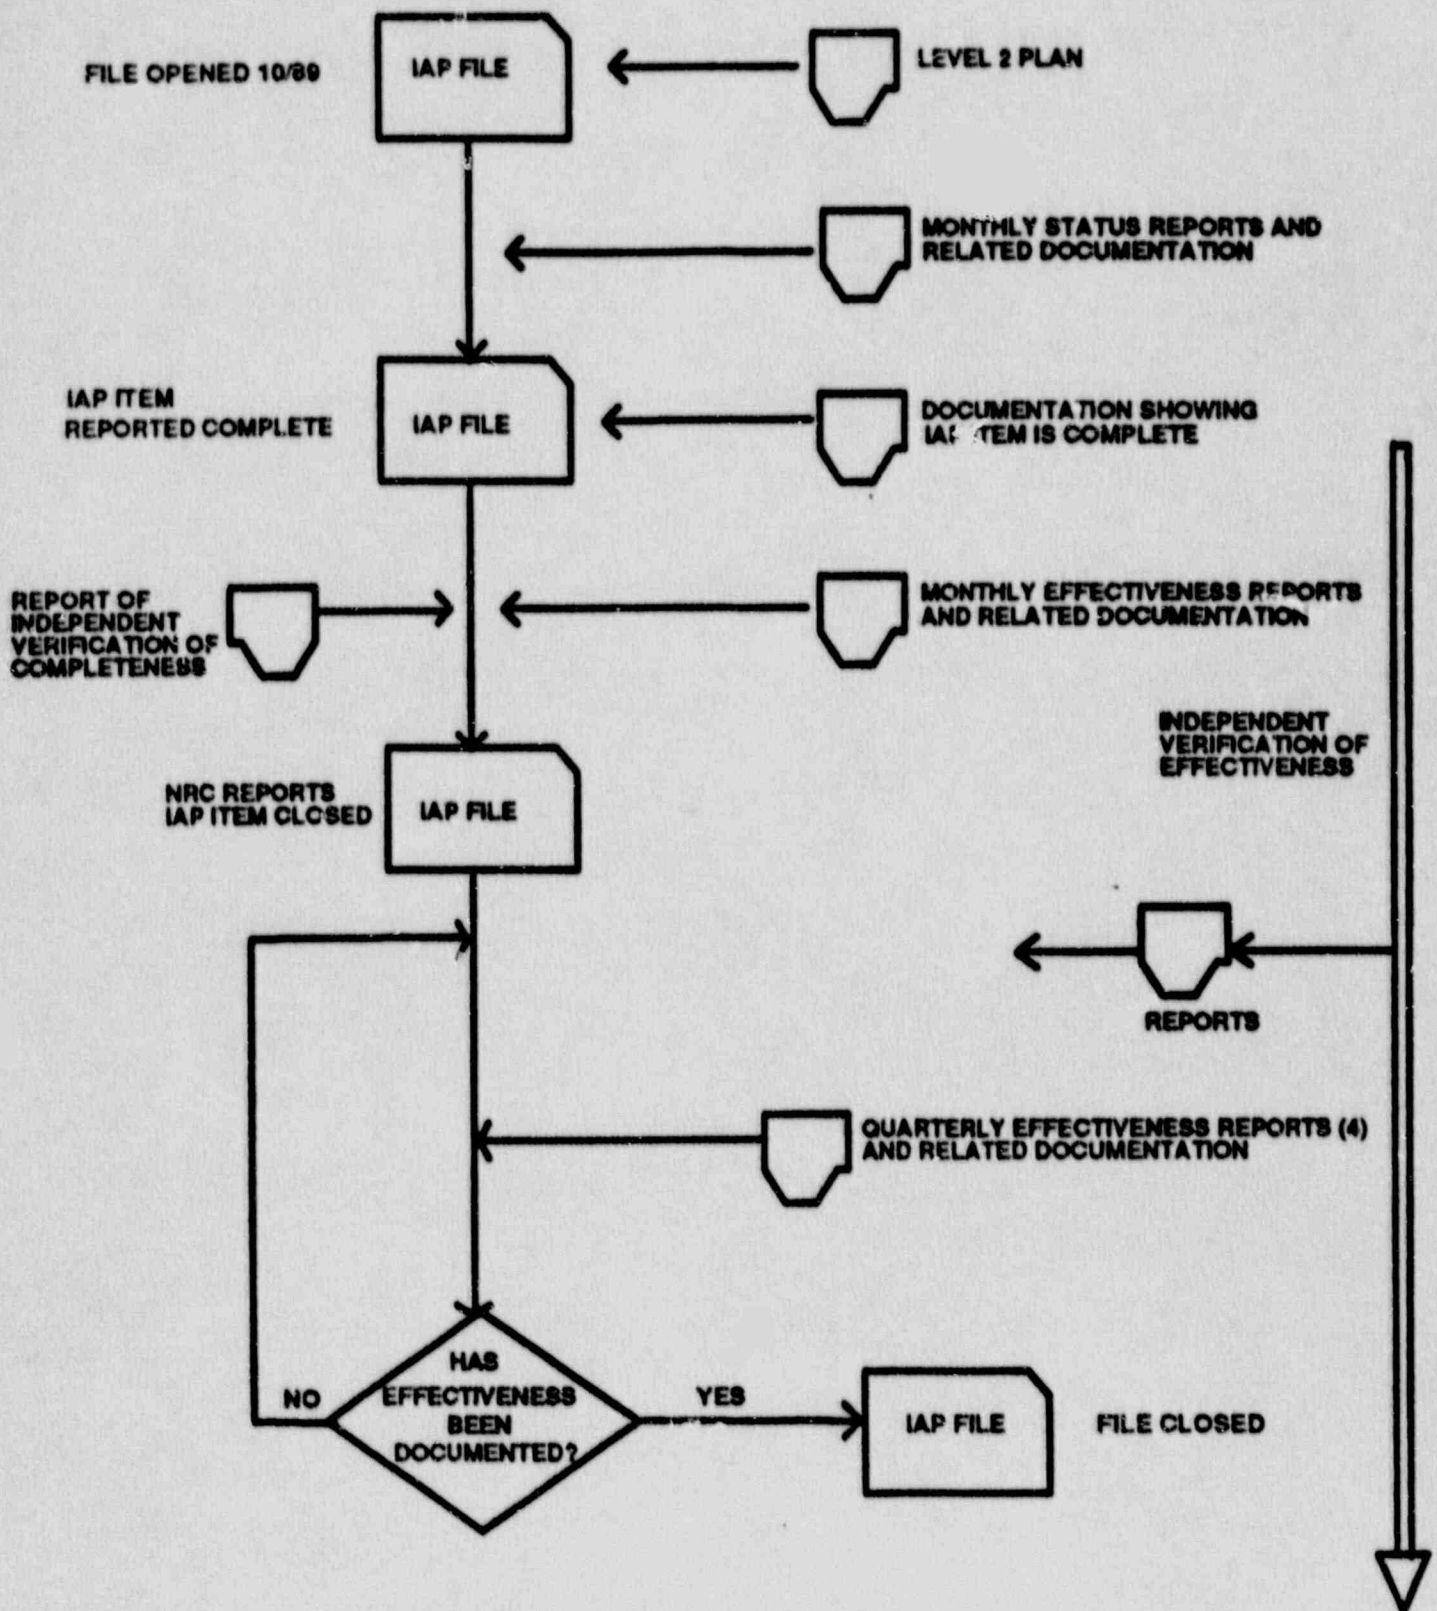 FILE OPENED 10/89
IAP FILE
LEVEL 2 PLAN
MONTHLY STATUS REPORTS AND
RELATED DOCUMENTATION
IAP ITEM
REPORTED COMPLETE
IAP FILE
DOCUMENTATION SHOWING
IAP ITEM IS COMPLETE
REPORT OF
INDEPENDENT
VERIFICATION OF
COMPLETENESS
MONTHLY EFFECTIVENESS REPORTS
AND RELATED DOCUMENTATION
INDEPENDENT
VERIFICATION OF
EFFECTIVENESS
NRC REPORTS
IAP ITEM CLOSED
IAP FILE
REPORTS
QUARTERLY EFFECTIVENESS REPORTS (4)
AND RELATED DOCUMENTATION
HAS
EFFECTIVENESS
BEEN
DOCUMENTED?
NO
YES
IAP FILE
FILE CLOSED